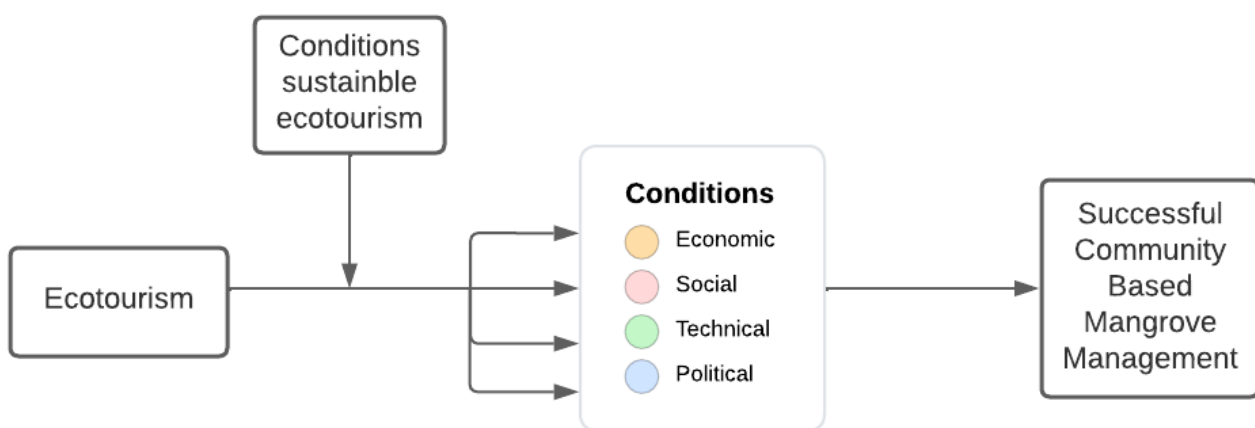 Conditions
sustainble
ecotourism
Ecotourism
Conditions
Economic
Social
Technical
Political
Successful
Community
Based
Mangrove
Management